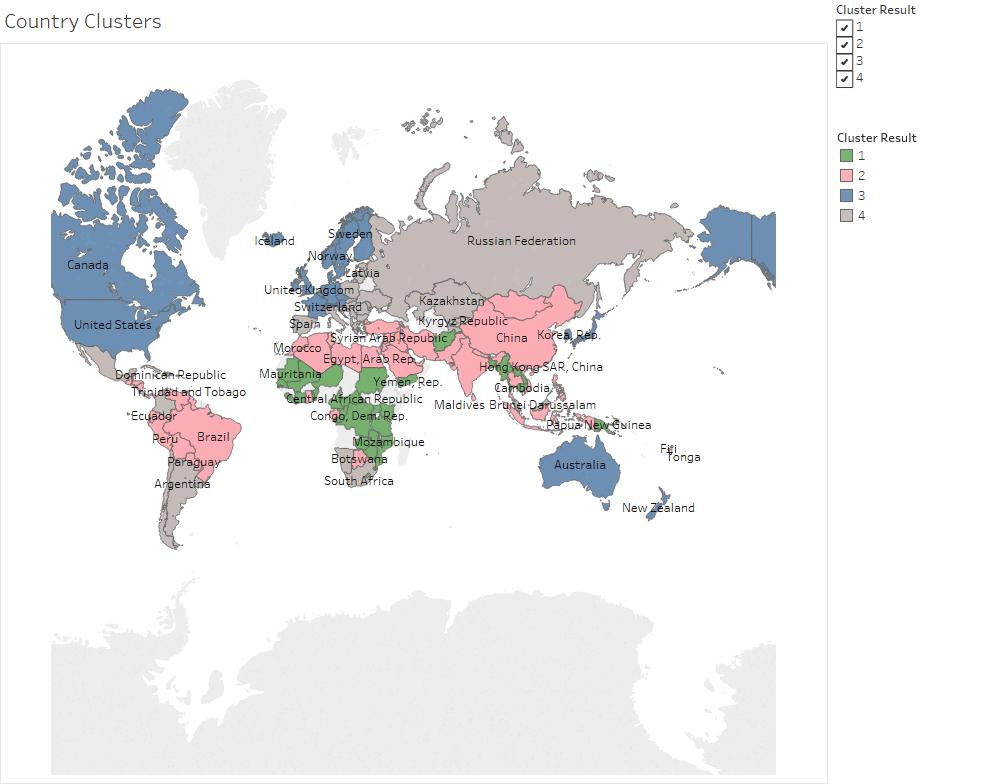 Country Clusters
Cluster Result
1
2
3
4
Cluster Result
1
2
3
4
Iceland
Sweden
Norway
Russian Federation
Canada
Latvia
United Kingdom
Kazakhstan
Switzerland
Spain
Kyrgyz Republic
United States
Syrian Arab Republic
China
Korea, Rep.
Morocco
Egypt, Arab Rep.
Hong Kong SAR, China
Dominican Republic
Mauritania
Yemen, Rep.
Cambodia
Trinidad and Tobago
Central African Republic
Maldives
Brunei Darussalam
Ecuador
Congo, Dem. Rep.
Papua New Guinea
Peru
Brazil
Mozambique
Fiji
Tonga
Paraguay
Botswana
Australia
Argentina
South Africa
New Zealand